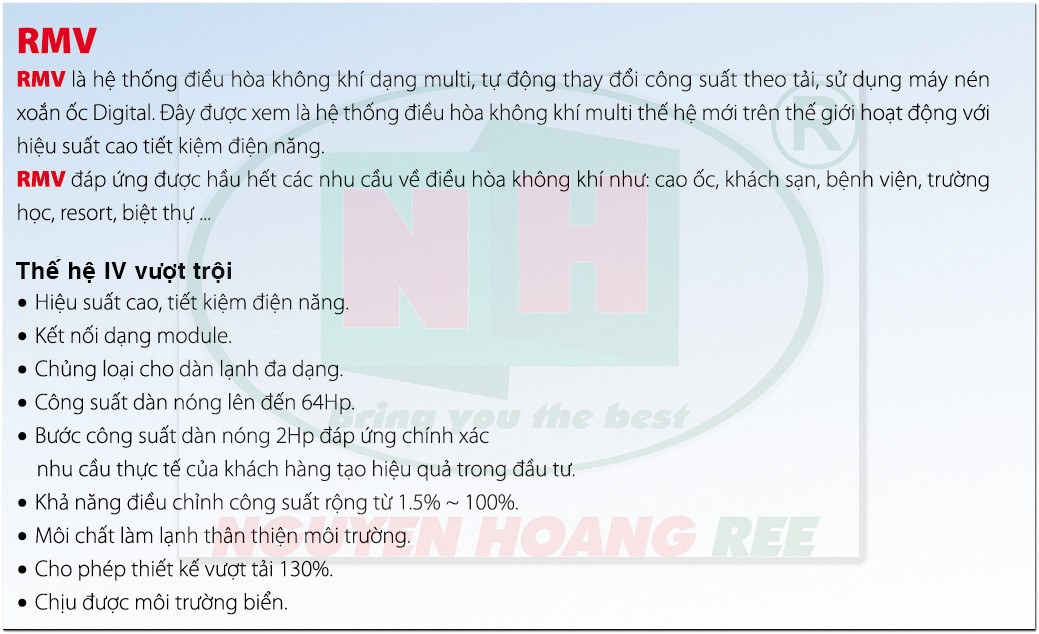 RMV
RMV là hệ thống điều hòa không khí dạng multi, tự động thay đổi công suất theo tải, sử dụng máy nén
xoắn ốc Digital. Đây được xem là hệ thống điều hòa không khí multi thế hệ mới trên thế giới hoạt động với
hiệu suất cao tiết kiệm điện năng.
RMV đáp ứng được hầu hết các nhu cầu về điều hòa không khí như: cao ốc, khách sạn, bệnh viện, trường
học, resort, biệt thự ...
Thế hệ IV vượt trội
• Hiệu suất cao, tiết kiệm điện năng.
• Kết nối dạng module.
• Chủng loại cho dàn lạnh đa dạng.
• Công suất dàn nóng lên đến 64Hp.
• Bước công suất dàn nóng 2Hp đáp ứng chính xác
nhu cầu thực tế của khách hàng tạo hiệu quả trong đầu tư.
• Khả năng điều chỉnh công suất rộng từ 1.5% ~ 100%.
• Môi chất làm lạnh thân thiện môi trường.
• Cho phép thiết kế vượt tải 130%.
• Chịu được môi trường biển.
®
NH
Bring you the best
NGUYEN HOANG REE